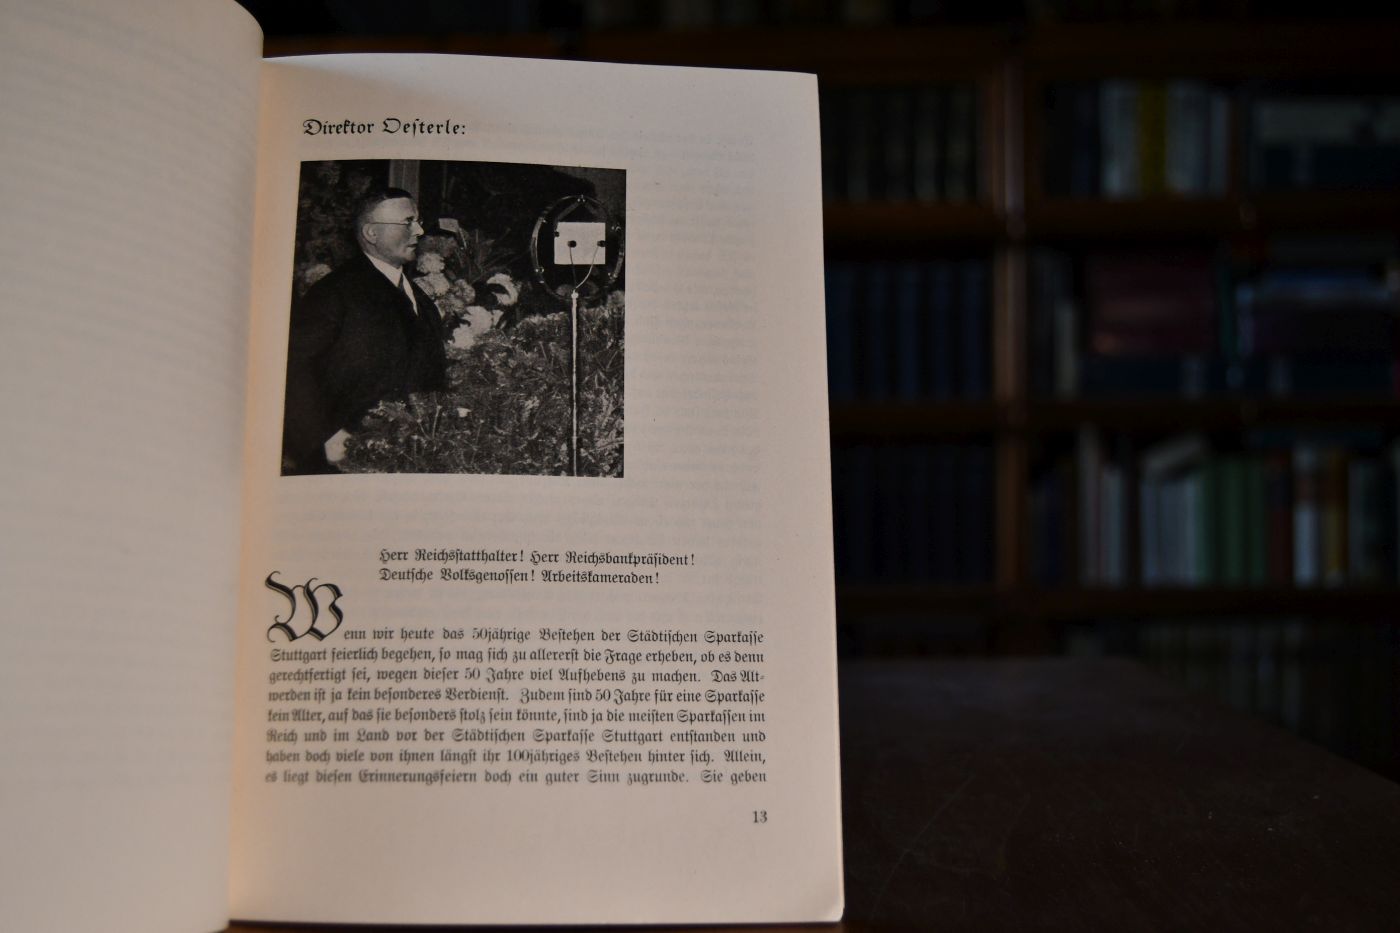 Direktor Oesterle:
Herr Reichsstatthalter! Herr Reichsbankpräsident!
Deutsche Volksgenossen! Arbeitskameraden!
Wenn wir heute das 50jährige Bestehen der Städtischen Sparkasse
Stuttgart feierlich begehen, so mag sich zu allererst die Frage erheben, ob es denn
gerechtfertigt sei, wegen dieser 50 Jahre viel Aufhebens zu machen. Das Alt-
werden ist ja kein besonderes Verdienst. Zudem sind 50 Jahre für eine Sparkasse
kein Alter, auf das sie besonders stolz sein könnte, sind ja die meisten Sparkassen im
Reich und im Land vor der Städtischen Sparkasse Stuttgart entstanden und
haben doch viele von ihnen längst ihr 100jähriges Bestehen hinter sich. Allein,
es liegt diesen Erinnerungsfeiern doch ein guter Sinn zugrunde. Sie geben
13